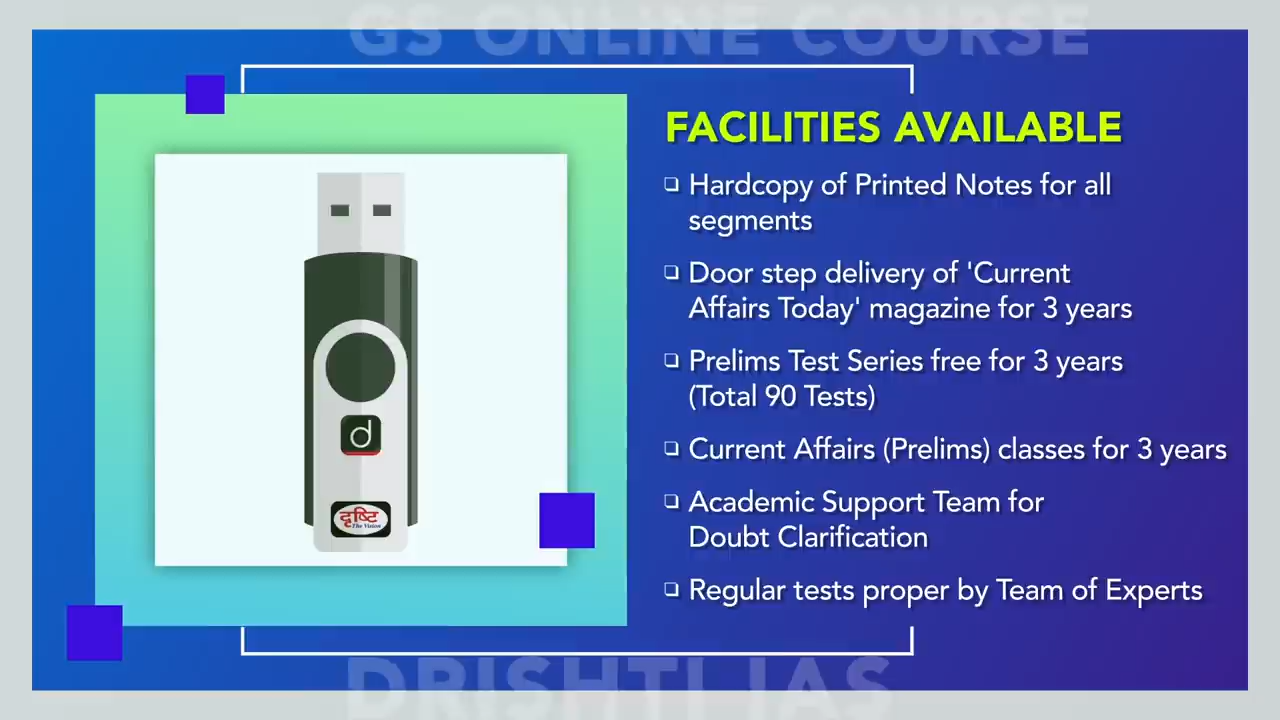 GS ONLINE COURSE
FACILITIES AVAILABLE
Hardcopy of Printed Notes for all
segments
Door step delivery of 'Current
Affairs Today' magazine for 3 years
Prelims Test Series free for 3 years
(Total 90 Tests)
Current Affairs (Prelims) classes for 3 years
Academic Support Team for
Doubt Clarification
Regular tests proper by Team of Experts
d
दृष्टि
The Vision
DRISHTI IAS